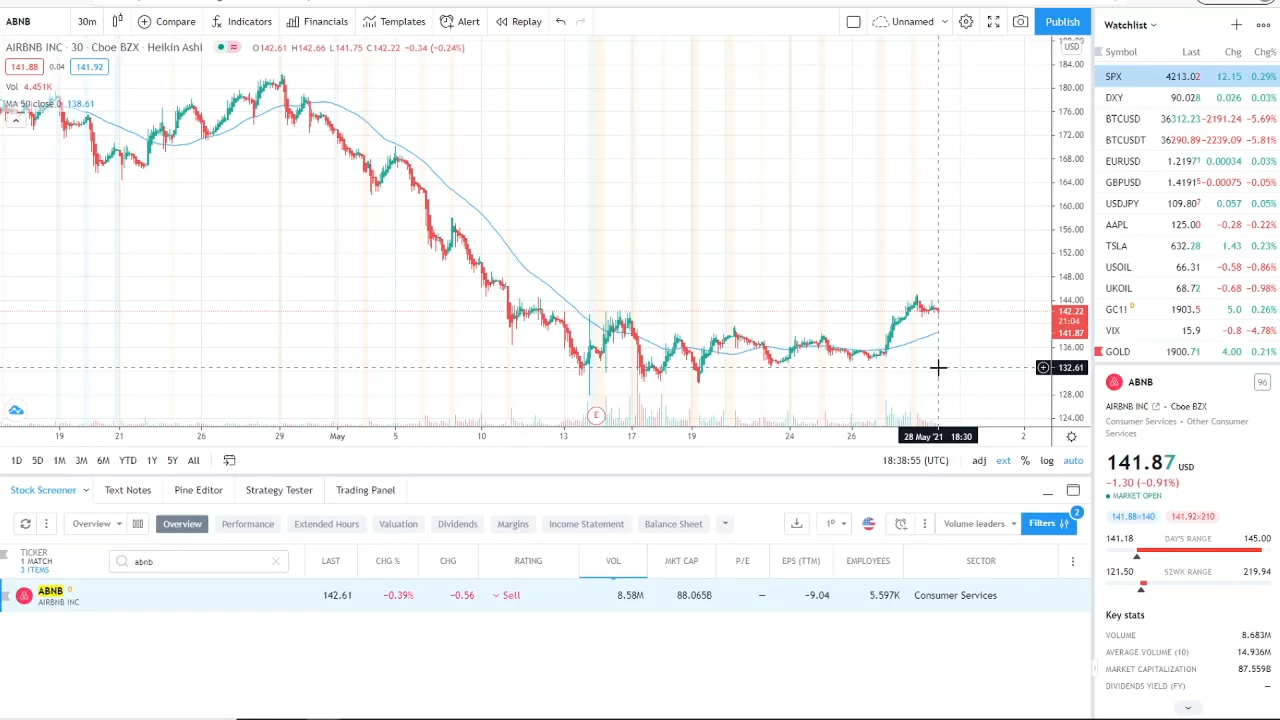 ABNB 30m Compare Indicators Financials Templates Alert Replay Unnamed Publish
AIRBNB INC · 30 · Cboe BZX · Heikin Ashi O142.61 H142.66 L141.75 C142.22 −0.34 (−0.24%)
141.88 0.04 141.92
Vol 4.451K
MA 50 close 0 138.61
USD
188.00
184.00
180.00
176.00
172.00
168.00
164.00
160.00
156.00
152.00
148.00
144.00
142.22
21:04
141.87
136.00
132.61
128.00
124.00
E
19 21 26 29 May 5 10 13 17 19 24 26 28 May '21 18:30 2
1D 5D 1M 3M 6M YTD 1Y 5Y All 18:38:55 (UTC) adj ext % log auto
Stock Screener Text Notes Pine Editor Strategy Tester Trading Panel
Overview Overview Performance Extended Hours Valuation Dividends Margins Income Statement Balance Sheet 1D Volume leaders Filters 2
TICKER
1 MATCH
3 ITEMS
abnb LAST CHG % CHG RATING VOL MKT CAP P/E EPS (TTM) EMPLOYEES SECTOR
ABNB D 142.61 −0.39% −0.56 Sell 8.58M 88.065B — −9.04 5.597K Consumer Services
AIRBNB INC
Watchlist
Symbol Last Chg Chg%
SPX 4213.02 12.15 0.29%
DXY 90.028 0.026 0.03%
BTCUSD 36312.23 −2191.24 −5.69%
BTCUSDT 36290.89 −2239.09 −5.81%
EURUSD 1.21971 0.00034 0.03%
GBPUSD 1.41915 −0.00075 −0.05%
USDJPY 109.807 0.057 0.05%
AAPL 125.00 −0.28 −0.22%
TSLA 632.28 1.43 0.23%
USOIL 66.31 −0.58 −0.86%
UKOIL 68.72 −0.68 −0.98%
GC1! D 1903.5 5.0 0.26%
VIX 15.9 −0.8 −4.78%
GOLD 1900.71 4.00 0.21%
ABNB 96
AIRBNB INC · Cboe BZX
Consumer Services · Other Consumer
Services
141.87 USD
−1.30 (−0.91%)
MARKET OPEN
141.88×140 141.92×210
141.18 DAY'S RANGE 145.00
121.50 52WK RANGE 219.94
Key stats
VOLUME 8.683M
AVERAGE VOLUME (10) 14.936M
MARKET CAPITALIZATION 87.559B
DIVIDENDS YIELD (FY) —